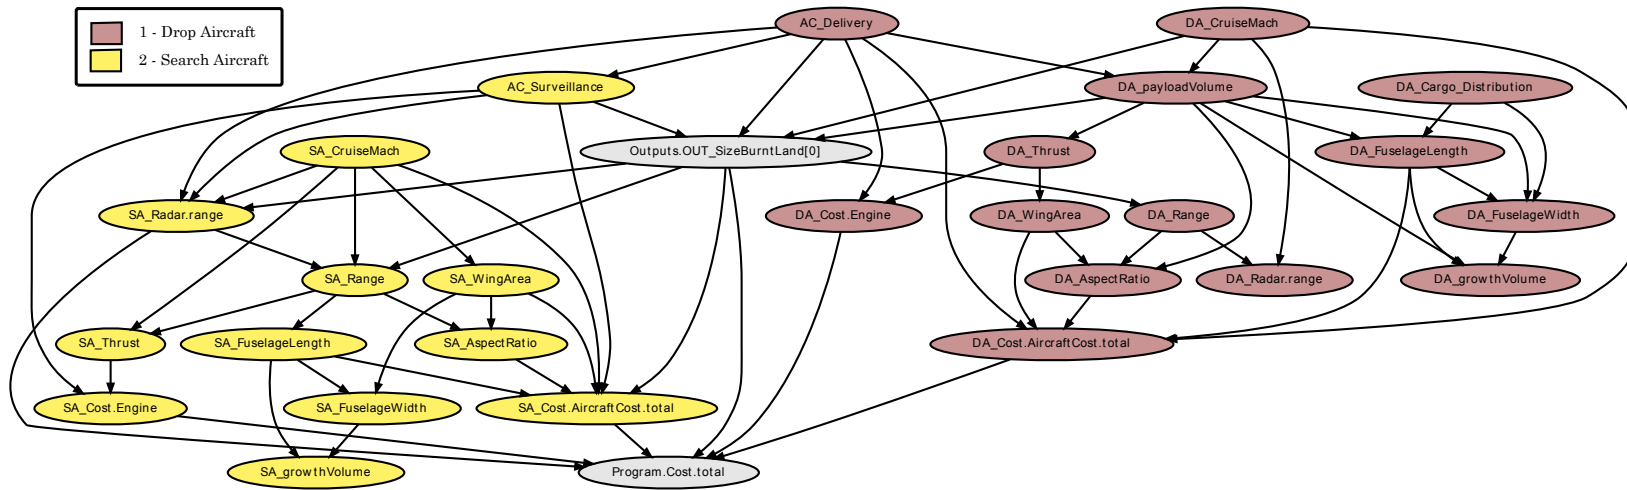 AC_Delivery
DA_CruiseMach
1 - Drop Aircraft
2 - Search Aircraft
AC_Surveillance
DA_payloadVolume
DA_Cargo_Distribution
SA_CruiseMach
Outputs.OUT_SizeBurntLand[0]
DA_Thrust
DA_FuselageLength
SA_Radar.range
DA_Cost.Engine
DA_WingArea
DA_Range
DA_FuselageWidth
SA_Range
SA_WingArea
DA_AspectRatio
DA_Radar.range
DA_growthVolume
SA_Thrust
SA_FuselageLength
SA_AspectRatio
DA_Cost.AircraftCost.total
SA_Cost.Engine
SA_FuselageWidth
SA_Cost.AircraftCost.total
SA_growthVolume
Program.Cost.total